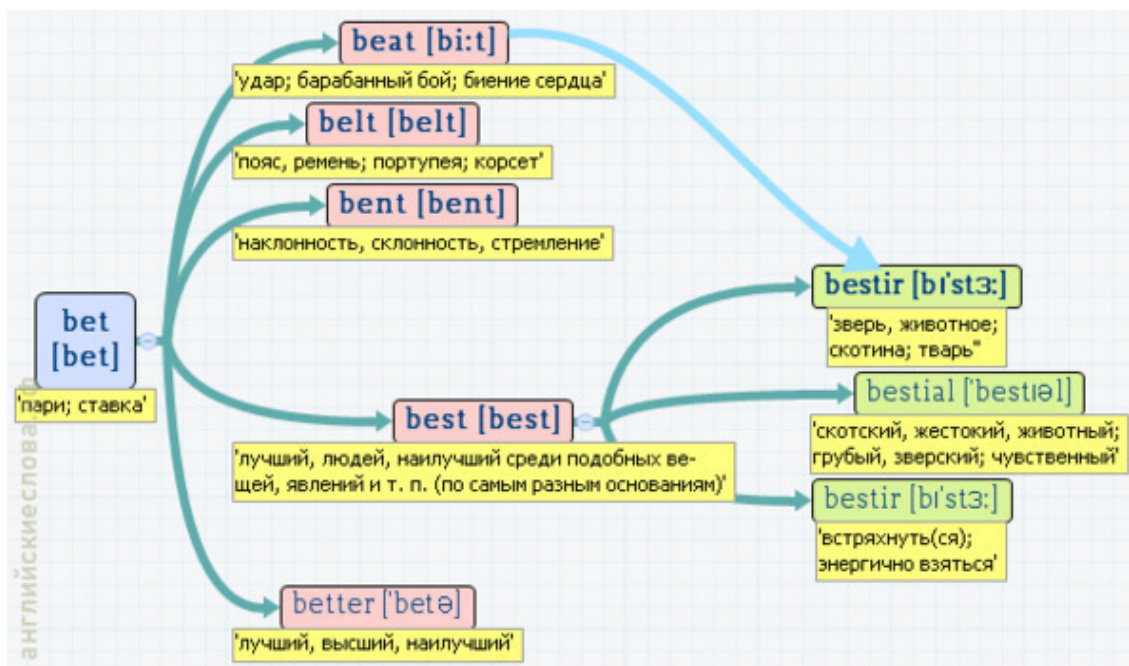 beat [bi:t]
'удар; барабанный бой; биение сердца'
belt [belt]
'пояс, ремень; портупея; корсет'
bent [bent]
'наклонность, склонность, стремление'
bet
[bet]
'пари; ставка'
best [best]
'лучший, людей, наилучший среди подобных ве-
щей, явлений и т. п. (по самым разным основаниям)'
better ['betə]
'лучший, высший, наилучший'
bestir [bɪ'stɜ:]
'зверь, животное;
скотина; тварь"
bestial ['bestɪəl]
'скотский, жестокий, животный;
грубый, зверский; чувственный'
bestir [bɪ'stɜ:]
'встряхнуть(ся);
энергично взяться'
английскиеслова.